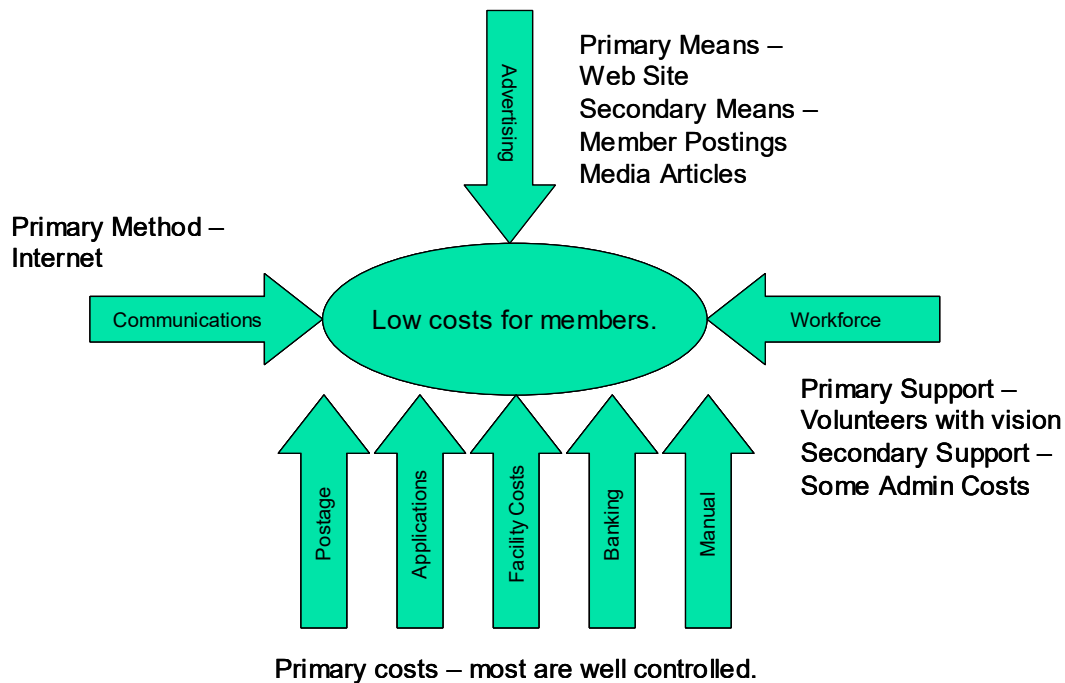 Advertising
Primary Means –
Web Site
Secondary Means –
Member Postings
Media Articles
Primary Method –
Internet
Communications
Low costs for members.
Workforce
Primary Support –
Volunteers with vision
Secondary Support –
Some Admin Costs
Postage
Applications
Facility Costs
Banking
Manual
Primary costs – most are well controlled.